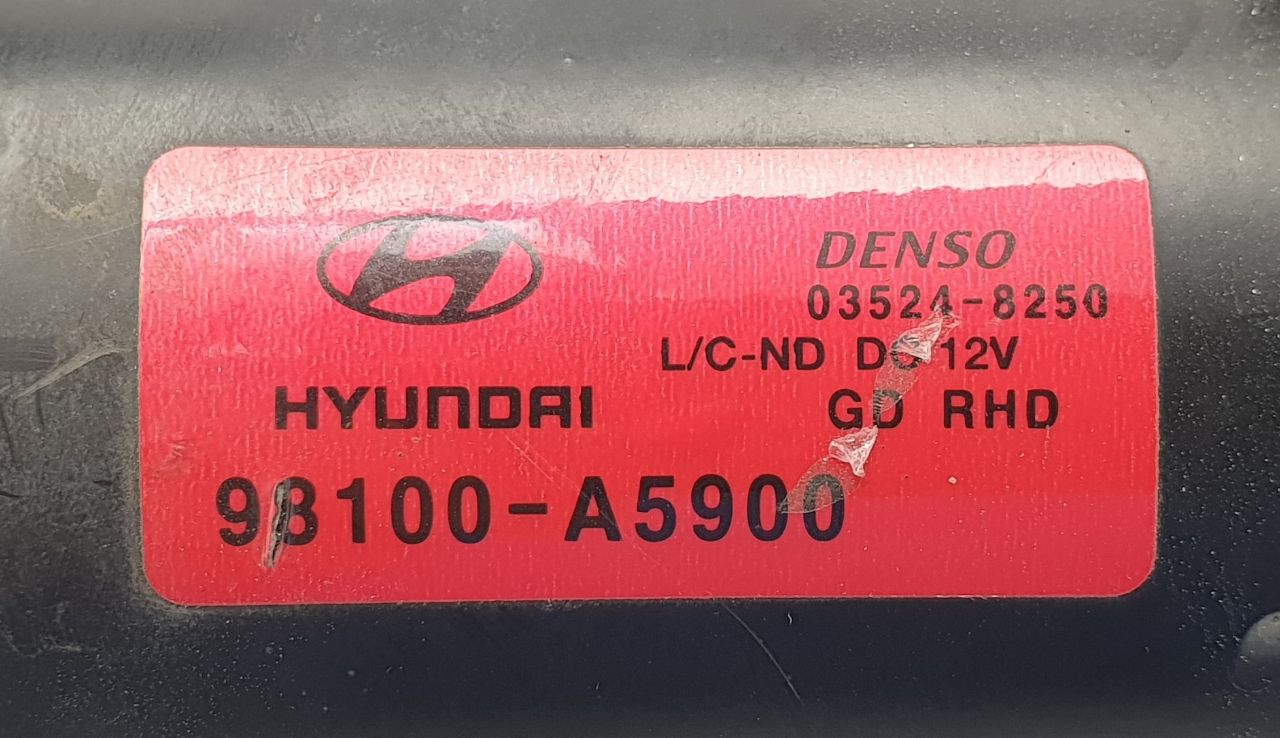 DENSO
03524-8250
L/C-ND DC 12V
HYUNDAI
GD RHD
98100-A5900